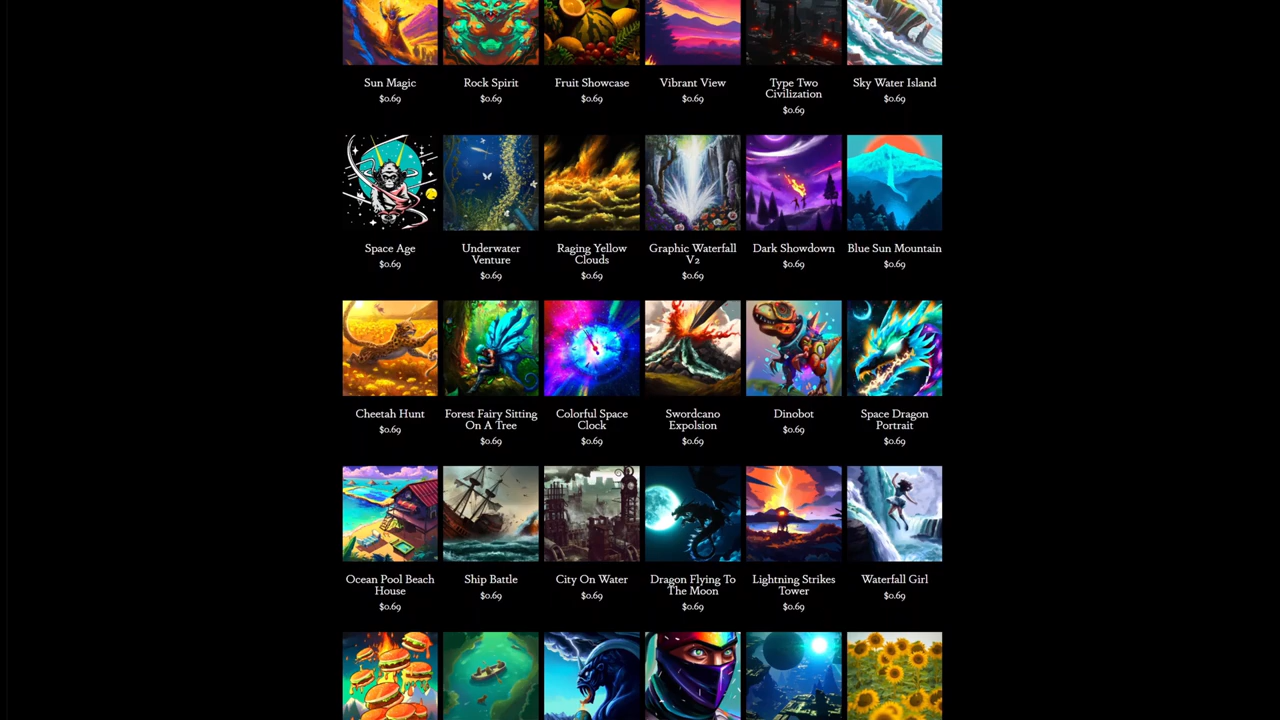 Sun Magic
$0.69
Rock Spirit
$0.69
Fruit Showcase
$0.69
Vibrant View
$0.69
Type Two
Civilization
$0.69
Sky Water Island
$0.69
Space Age
$0.69
Underwater
Venture
$0.69
Raging Yellow
Clouds
$0.69
Graphic Waterfall
V2
$0.69
Dark Showdown
$0.69
Blue Sun Mountain
$0.69
Cheetah Hunt
$0.69
Forest Fairy Sitting
On A Tree
$0.69
Colorful Space
Clock
$0.69
Swordcano
Expolsion
$0.69
Dinobot
$0.69
Space Dragon
Portrait
$0.69
Ocean Pool Beach
House
$0.69
Ship Battle
$0.69
City On Water
$0.69
Dragon Flying To
The Moon
$0.69
Lightning Strikes
Tower
$0.69
Waterfall Girl
$0.69